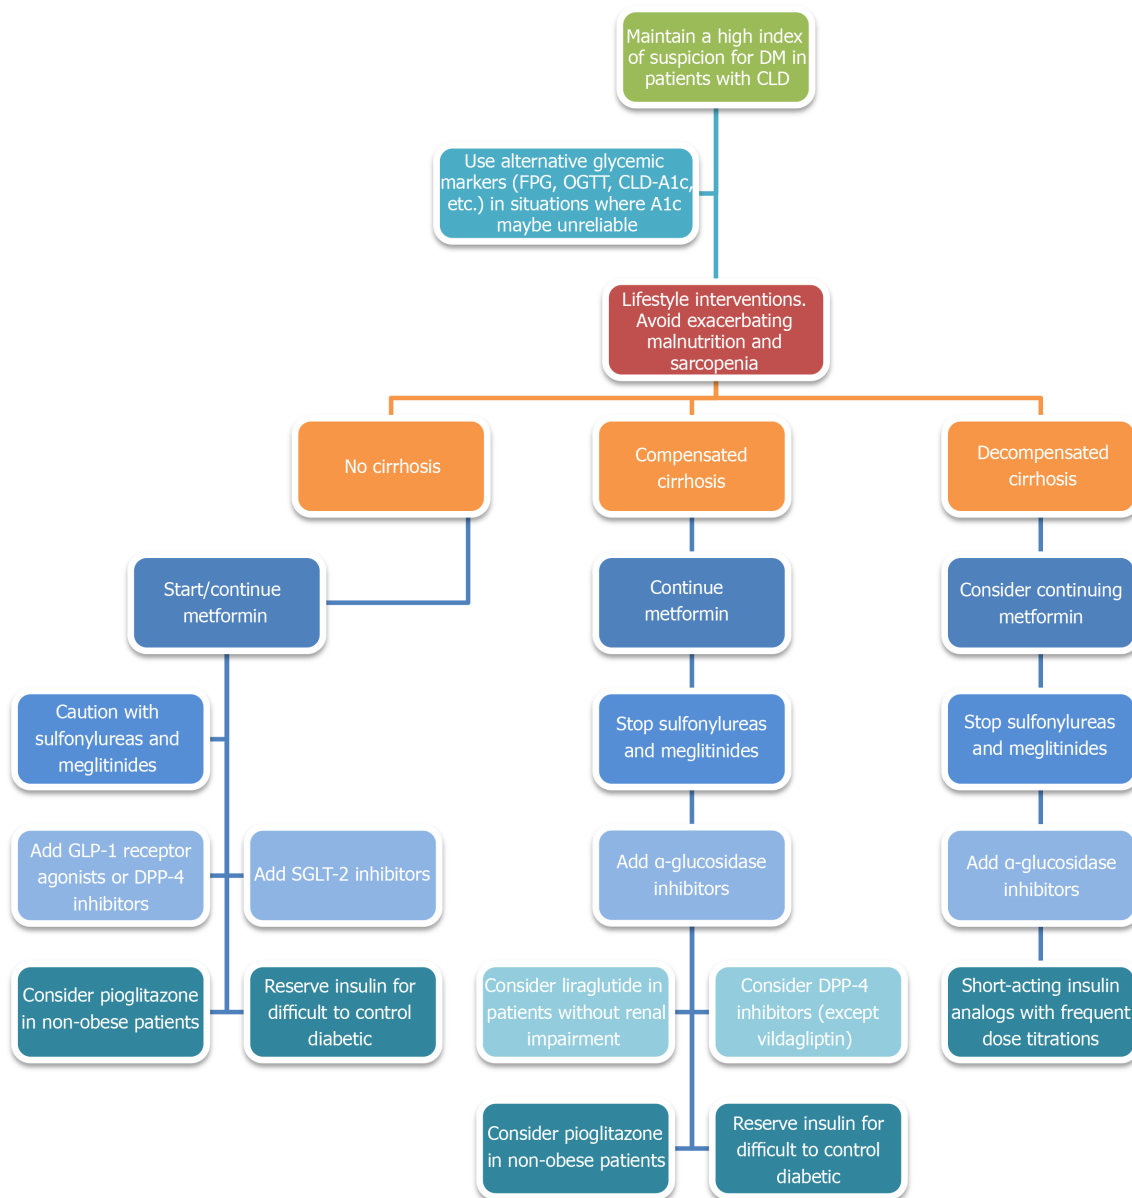 Maintain a high index
of suspicion for DM in
patients with CLD
Use alternative glycemic
markers (FPG, OGTT, CLD-A1c,
etc.) in situations where A1c
maybe unreliable
Lifestyle interventions.
Avoid exacerbating
malnutrition and
sarcopenia
No cirrhosis
Compensated
cirrhosis
Decompensated
cirrhosis
Start/continue
metformin
Continue
metformin
Consider continuing
metformin
Caution with
sulfonylureas and
meglitinides
Stop sulfonylureas
and meglitinides
Stop sulfonylureas
and meglitinides
Add GLP-1 receptor
agonists or DPP-4
inhibitors
Add SGLT-2 inhibitors
Add α-glucosidase
inhibitors
Add α-glucosidase
inhibitors
Consider pioglitazone
in non-obese patients
Reserve insulin for
difficult to control
diabetic
Consider liraglutide in
patients without renal
impairment
Consider DPP-4
inhibitors (except
vildagliptin)
Short-acting insulin
analogs with frequent
dose titrations
Consider pioglitazone
in non-obese patients
Reserve insulin for
difficult to control
diabetic